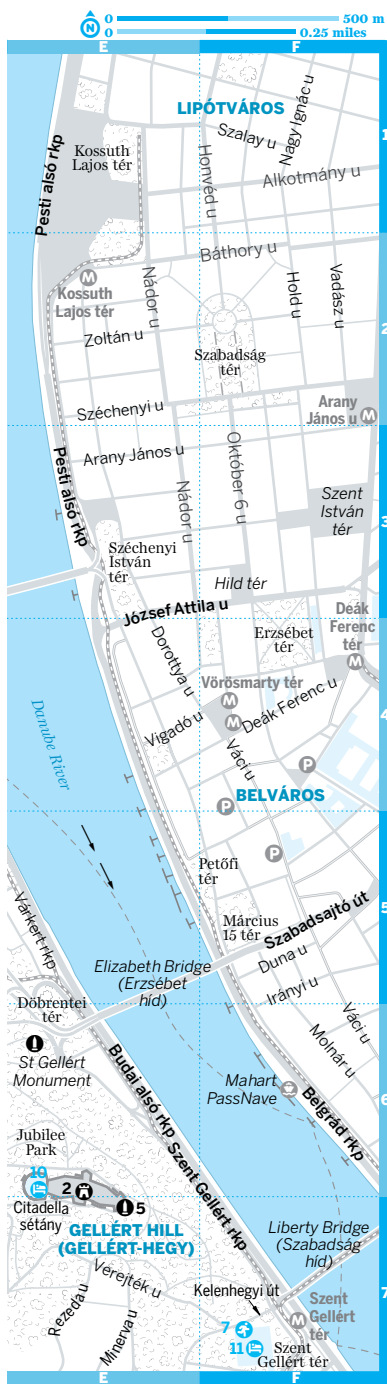 N
0 500 m
0 0.25 miles
E F
LIPÓTVÁROS
Nagy Ignác u
Szalay u
1
Kossuth
Lajos tér
Pesti alsó rkp
Honvéd u
Alkotmány u
Báthory u
M
Kossuth
Lajos tér
Nádor u
Hold u
Vadász u
2
Zoltán u
Szabadság
tér
Széchenyi u
Arany
János u M
Arany János u
Pesti alsó rkp
Október 6 u
Nádor u
Szent
István
tér
3
Széchenyi
István
tér
Hild tér
József Attila u
Deák
Ferenc
tér
M
Erzsébet
tér
Dorottya u
Vörösmarty tér
M
M
Deák Ferenc u
Vigadó u
4
Danube River
Váci u
P
BELVÁROS
P
P
Petőfi
tér
5
Március
15 tér
Szabadsajtó út
Várkert rkp
Duna u
Elizabeth Bridge
(Erzsébet
híd)
Irányi u
Döbrentei
tér
Váci u
Molnár u
St Gellért
Monument
Budai alsó rkp
Mahart
PassNave
Belgrád rkp
6
Jubilee
Park
Szent Gellért rkp
10
2
5
Citadella
sétány
GELLÉRT HILL
(GELLÉRT-HEGY)
Liberty Bridge
(Szabadság
híd)
Verejték u
Kelenhegyi út
7
Rezeda u
Minerva u
7
11
M
Szent
Gellért
tér
Szent
Gellért tér
E F